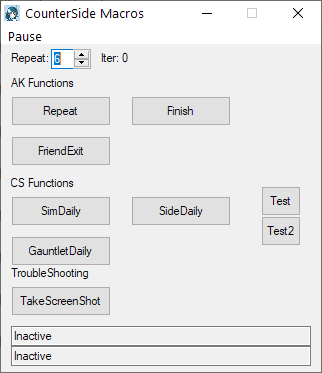 CounterSide Macros
Pause
Repeat: 6 Iter: 0
AK Functions
Repeat Finish
FriendExit
CS Functions
SimDaily SideDaily Test
Test2
GauntletDaily
TroubleShooting
TakeScreenShot
Inactive
Inactive